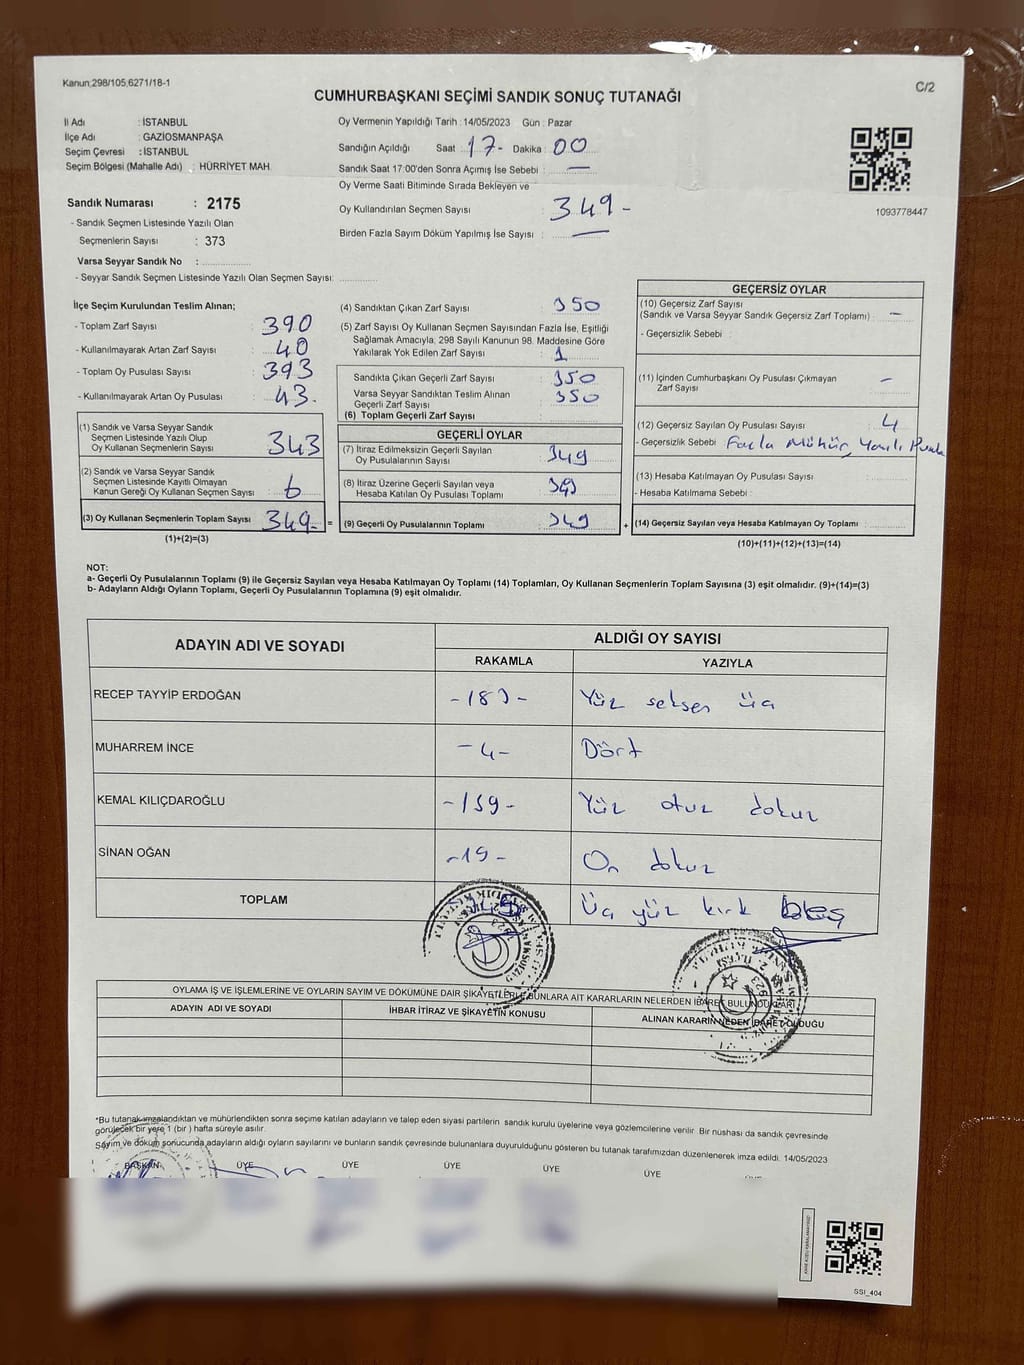 Kanun;298/105,6271/18-1
C/2
CUMHURBAŞKANI SEÇİMİ SANDIK SONUÇ TUTANAĞI
İl Adı : İSTANBUL
İlçe Adı : GAZİOSMANPAŞA
Seçim Çevresi : İSTANBUL
Seçim Bölgesi (Mahalle Adı) : HÜRRİYET MAH.
Oy Vermenin Yapıldığı Tarih : 14/05/2023 Gün : Pazar
Sandığın Açıldığı Saat : 17- Dakika : 00
Sandık Saat 17:00'den Sonra Açımış İse Sebebi : —
Oy Verme Saati Bitiminde Sırada Bekleyen ve
Oy Kullandırılan Seçmen Sayısı : 349-
Birden Fazla Sayım Döküm Yapılmış İse Sayısı : —
1093778447
Sandık Numarası : 2175
- Sandık Seçmen Listesinde Yazılı Olan
Seçmenlerin Sayısı : 373
Varsa Seyyar Sandık No :
- Seyyar Sandık Seçmen Listesinde Yazılı Olan Seçmen Sayısı:
İlçe Seçim Kurulundan Teslim Alınan;
- Toplam Zarf Sayısı : 390
- Kullanılmayarak Artan Zarf Sayısı : 40
- Toplam Oy Pusulası Sayısı : 393
- Kullanılmayarak Artan Oy Pusulası : 43.
(1) Sandık ve Varsa Seyyar Sandık
Seçmen Listesinde Yazılı Olup
Oy Kullanan Seçmenlerin Sayısı : 343
(2) Sandık ve Varsa Seyyar Sandık
Seçmen Listesinde Kayıtlı Olmayan
Kanun Gereği Oy Kullanan Seçmen Sayısı : 6
(3) Oy Kullanan Seçmenlerin Toplam Sayısı : 349- =
(1)+(2)=(3)
(4) Sandıktan Çıkan Zarf Sayısı : 350
(5) Zarf Sayısı Oy Kullanan Seçmen Sayısından Fazla İse, Eşitliği
Sağlamak Amacıyla, 298 Sayılı Kanunun 98. Maddesine Göre
Yakılarak Yok Edilen Zarf Sayısı : 1
Sandıkta Çıkan Geçerli Zarf Sayısı : 350
Varsa Seyyar Sandıktan Teslim Alınan : 350
Geçerli Zarf Sayısı
(6) Toplam Geçerli Zarf Sayısı :
GEÇERLİ OYLAR
(7) İtiraz Edilmeksizin Geçerli Sayılan
Oy Pusulalarının Sayısı : 349
(8) İtiraz Üzerine Geçerli Sayılan veya
Hesaba Katılan Oy Pusulası Toplamı : 349
(9) Geçerli Oy Pusulalarının Toplamı : 349 +
GEÇERSİZ OYLAR
(10) Geçersiz Zarf Sayısı
(Sandık ve Varsa Seyyar Sandık Geçersiz Zarf Toplamı) : —
- Geçersizlik Sebebi :
(11) İçinden Cumhurbaşkanı Oy Pusulası Çıkmayan
Zarf Sayısı : —
(12) Geçersiz Sayılan Oy Pusulası Sayısı : 4
- Geçersizlik Sebebi : Fazla Mühür, Yazılı
(13) Hesaba Katılmayan Oy Pusulası Sayısı :
- Hesaba Katılmama Sebebi :
(14) Geçersiz Sayılan veya Hesaba Katılmayan Oy Toplamı :
(10)+(11)+(12)+(13)=(14)
NOT:
a- Geçerli Oy Pusulalarının Toplamı (9) ile Geçersiz Sayılan veya Hesaba Katılmayan Oy Toplamı (14) Toplamları, Oy Kullanan Seçmenlerin Toplam Sayısına (3) eşit olmalıdır. (9)+(14)=(3)
b- Adayların Aldığı Oyların Toplamı, Geçerli Oy Pusulalarının Toplamına (9) eşit olmalıdır.
ADAYIN ADI VE SOYADI
ALDIĞI OY SAYISI
RAKAMLA
YAZIYLA
RECEP TAYYİP ERDOĞAN -183- Yüz seksen üç
MUHARREM İNCE -4- Dört
KEMAL KILIÇDAROĞLU -139- Yüz otuz dokuz
SİNAN OĞAN -19- On dokuz
TOPLAM Üç yüz kırk beş
OYLAMA İŞ VE İŞLEMLERİNE VE OYLARIN SAYIM VE DÖKÜMÜNE DAİR ŞİKAYETLERLE BUNLARA AİT KARARLARIN NELERDEN İBARET BULUNDUKLARI
ADAYIN ADI VE SOYADI
İHBAR İTİRAZ VE ŞİKAYETİN KONUSU
ALINAN KARARIN NEDEN İBARET OLDUĞU
*Bu tutanak imzalandıktan ve mühürlendikten sonra seçime katılan adayların ve talep eden siyasi partilerin sandık kurulu üyelerine veya gözlemcilerine verilir. Bir nüshası da sandık çevresinde
görülecek bir yere 1 (bir ) hafta süreyle asılır.
Sayım ve döküm sonucunda adayların aldığı oyların sayılarını ve bunların sandık çevresinde bulunanlara duyurulduğunu gösteren bu tutanak tarafımızdan düzenlenerek imza edildi. 14/05/2023
BAŞKAN ÜYE ÜYE ÜYE ÜYE ÜYE
SSI_404